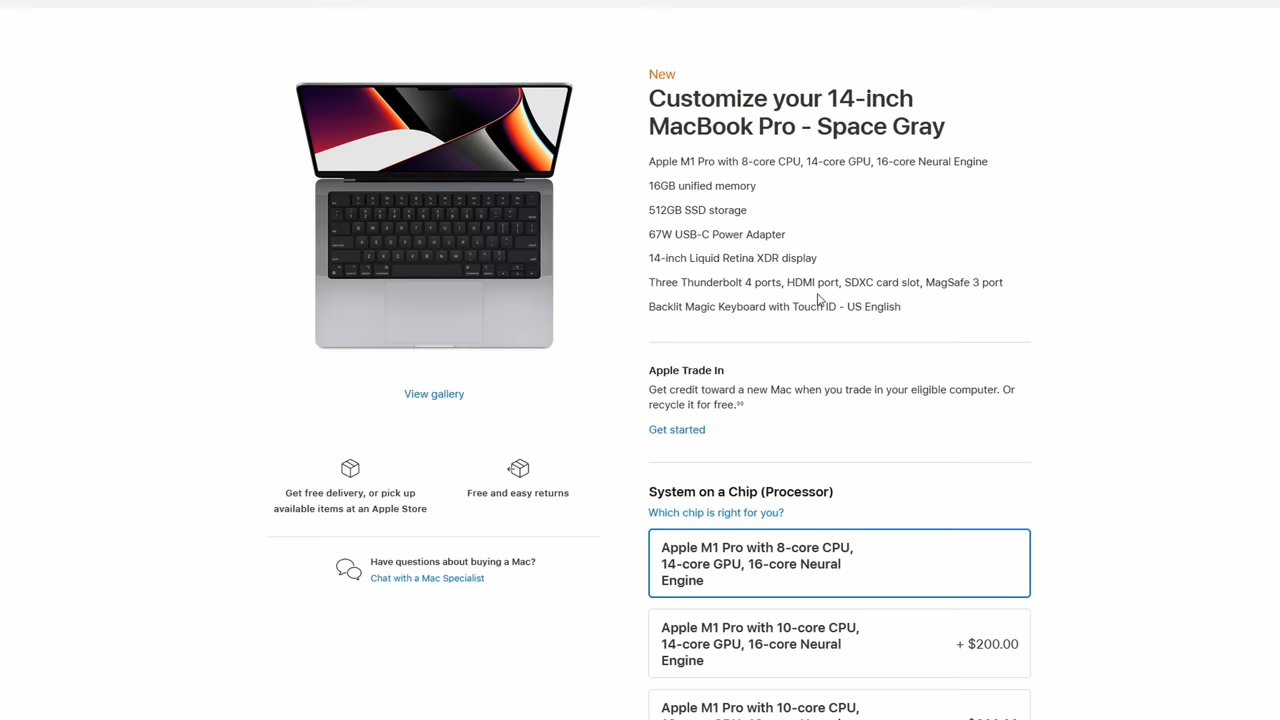 New
Customize your 14-inch
MacBook Pro - Space Gray
Apple M1 Pro with 8-core CPU, 14-core GPU, 16-core Neural Engine
16GB unified memory
512GB SSD storage
67W USB-C Power Adapter
14-inch Liquid Retina XDR display
Three Thunderbolt 4 ports, HDMI port, SDXC card slot, MagSafe 3 port
Backlit Magic Keyboard with Touch ID - US English
View gallery
Apple Trade In
Get credit toward a new Mac when you trade in your eligible computer. Or
recycle it for free.◊◊
Get started
Get free delivery, or pick up
available items at an Apple Store
Free and easy returns
Have questions about buying a Mac?
Chat with a Mac Specialist
System on a Chip (Processor)
Which chip is right for you?
Apple M1 Pro with 8-core CPU,
14-core GPU, 16-core Neural
Engine
Apple M1 Pro with 10-core CPU,
14-core GPU, 16-core Neural
Engine
+ $200.00
Apple M1 Pro with 10-core CPU,